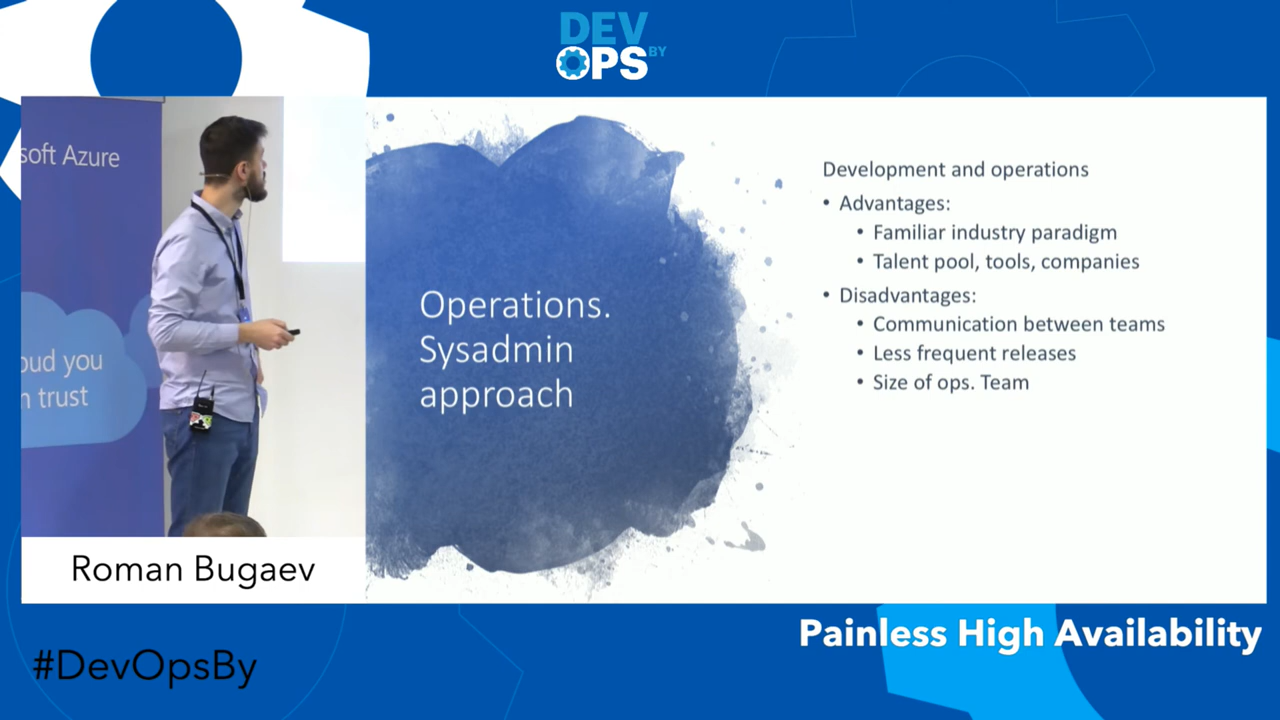 DEV
OPS BY
soft Azure
oud you
n trust
Operations.
Sysadmin
approach
Development and operations
• Advantages:
• Familiar industry paradigm
• Talent pool, tools, companies
• Disadvantages:
• Communication between teams
• Less frequent releases
• Size of ops. Team
Roman Bugaev
Painless High Availability
#DevOpsBy